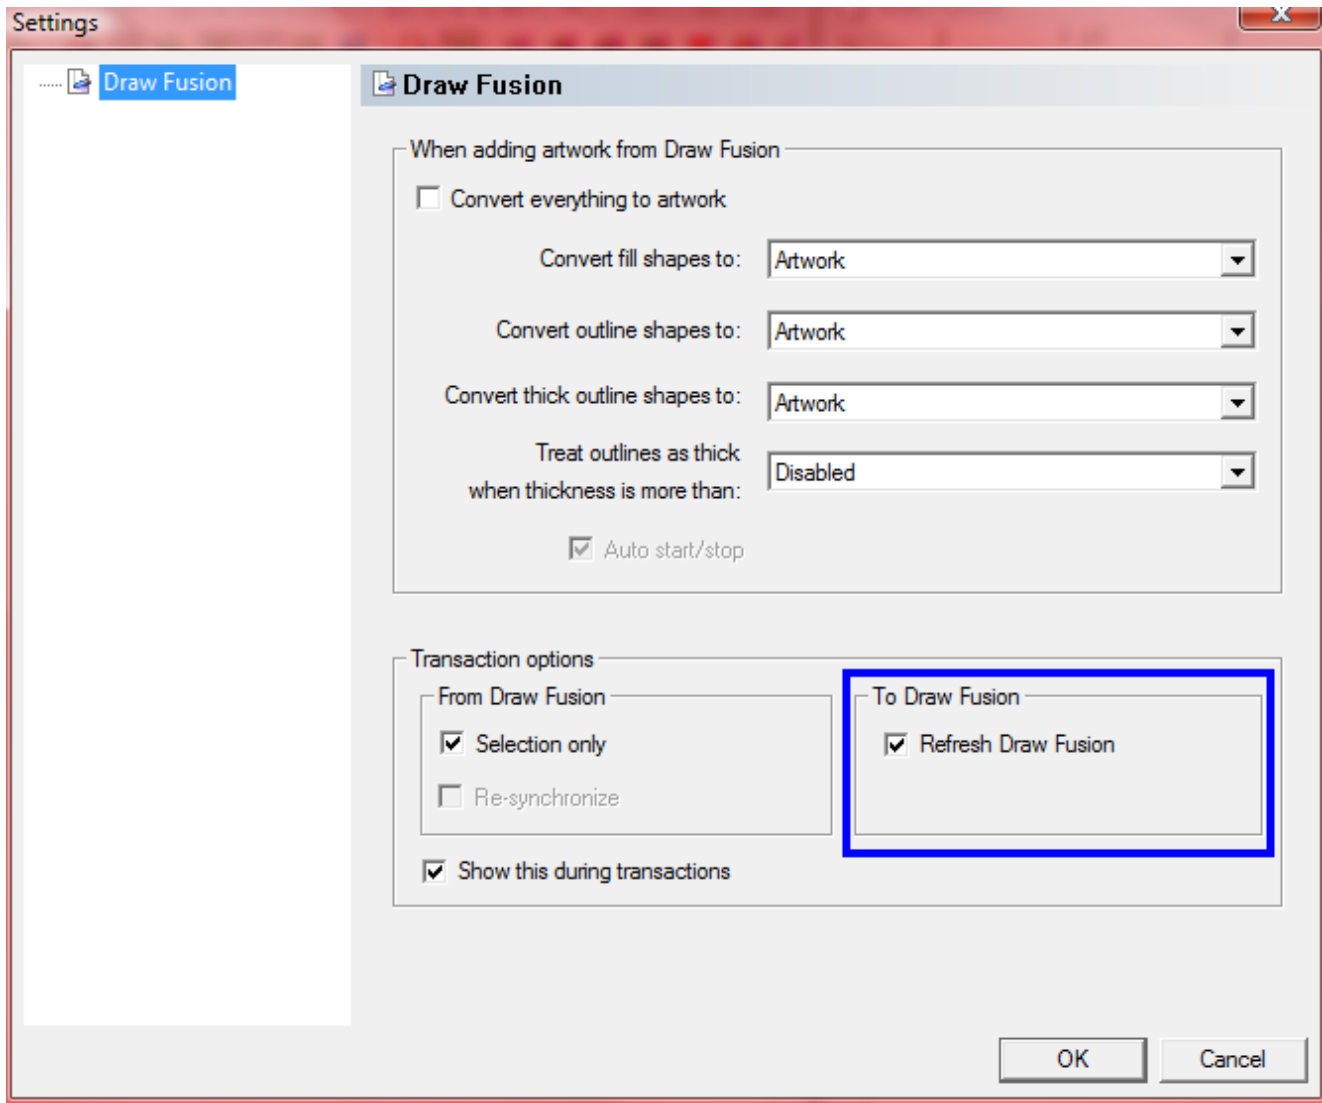 Settings
Draw Fusion
Draw Fusion
When adding artwork from Draw Fusion
Convert everything to artwork
Convert fill shapes to: Artwork
Convert outline shapes to: Artwork
Convert thick outline shapes to: Artwork
Treat outlines as thick
when thickness is more than: Disabled
Auto start/stop
Transaction options
From Draw Fusion
Selection only
Re-synchronize
To Draw Fusion
Refresh Draw Fusion
Show this during transactions
OK Cancel